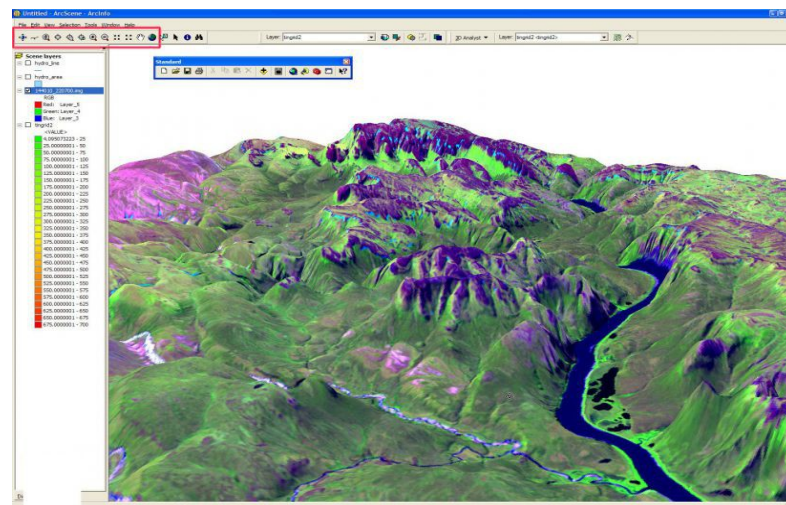 Untitled - ArcScene - ArcInfo
File Edit View Selection Tools Window Help
Layer: tingrid2
3D Analyst Layer: tingrid2 <tingrid2>
Standard
Scene layers
hydro_line
hydro_area
RGB
Red: Layer_5
Green: Layer_4
Blue: Layer_3
tingrid2
<VALUE>
4.095073223 - 25
25.00000001 - 50
50.00000001 - 75
75.00000001 - 100
100.0000001 - 125
125.0000001 - 150
150.0000001 - 175
175.0000001 - 200
200.0000001 - 225
225.0000001 - 250
250.0000001 - 275
275.0000001 - 300
300.0000001 - 325
325.0000001 - 350
350.0000001 - 375
375.0000001 - 400
400.0000001 - 425
425.0000001 - 450
450.0000001 - 475
475.0000001 - 500
500.0000001 - 525
525.0000001 - 550
550.0000001 - 575
575.0000001 - 600
600.0000001 - 625
625.0000001 - 650
650.0000001 - 675
675.0000001 - 700